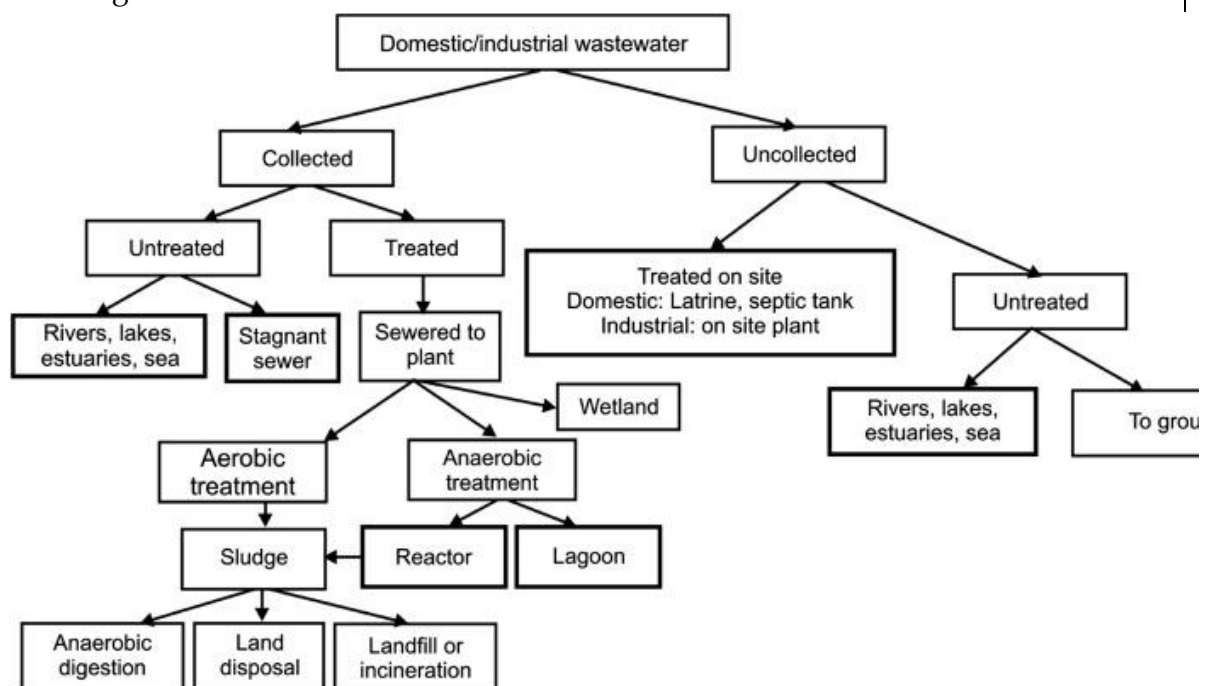 Domestic/industrial wastewater
Collected
Uncollected
Untreated
Treated
Treated on site
Domestic: Latrine, septic tank
Industrial: on site plant
Untreated
Rivers, lakes,
estuaries, sea
Stagnant
sewer
Sewered to
plant
Wetland
Rivers, lakes,
estuaries, sea
To
Aerobic
treatment
Anaerobic
treatment
Sludge
Reactor
Lagoon
Anaerobic
digestion
Land
disposal
Landfill or
incineration